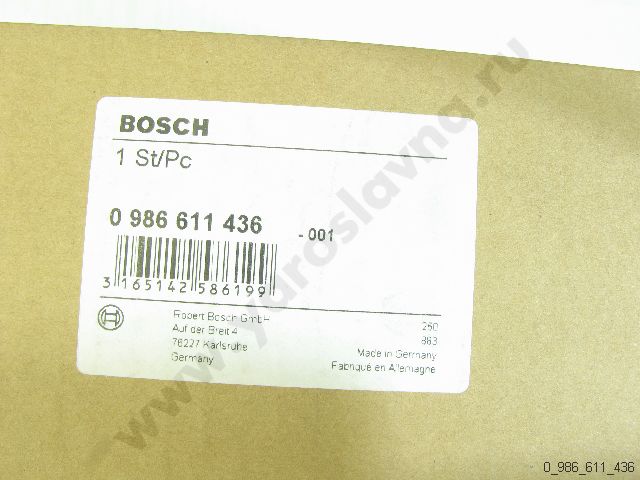 BOSCH
1 St/Pc
0 986 611 436 - 001
3 165142 586199
Robert Bosch GmbH
Auf der Breit 4
76227 Karlsruhe
Germany
250
863
Made in Germany
Fabriqué en Allemagne
www.yaroslavna.ru
0_986_611_436